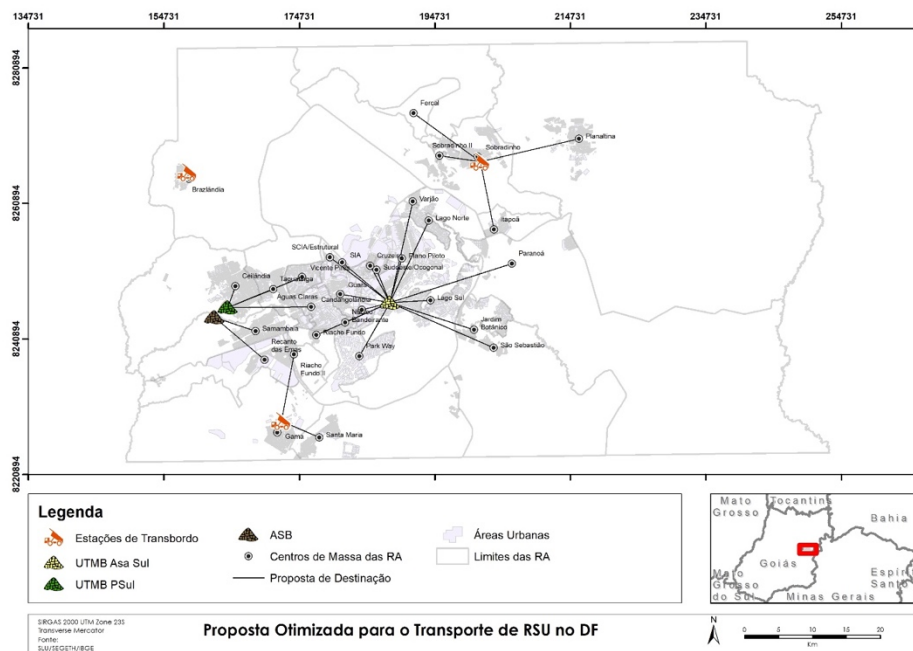 134731 154731 174731 194731 214731 234731 254731
8280894
8260894
8240894
8220894
Fercal
Sobradinho II
Sobradinho
Planaltina
Brazlândia
Varjão
Itapoã
Lago Norte
SCIA/Estrutural
SIA
Cruzeiro
Plano Piloto
Paranoá
Vicente Pires
Sudoeste/Ocogonal
Ceilândia
Taguatinga
Guará
Águas Claras
Candangolândia
Lago Sul
Núcleo
Bandeirante
Samambaia
Riacho Fundo
Jardim
Botânico
Recanto
das Emas
São Sebastião
Park Way
Riacho
Fundo II
Gama
Santa Maria
Legenda
Estações de Transbordo
UTMB Asa Sul
UTMB PSul
ASB
Centros de Massa das RA
Proposta de Destinação
Áreas Urbanas
Limites das RA
Mato
Grosso
Tocantins
Bahia
Goiás
Mato
Grosso
do Sul
Minas Gerais
Espír
Santo
SIRGAS 2000 UTM Zone 23S
Transverse Mercator
Fonte:
SLU/SEGETH/IBGE
Proposta Otimizada para o Transporte de RSU no DF
N
0 5 10 20
Km